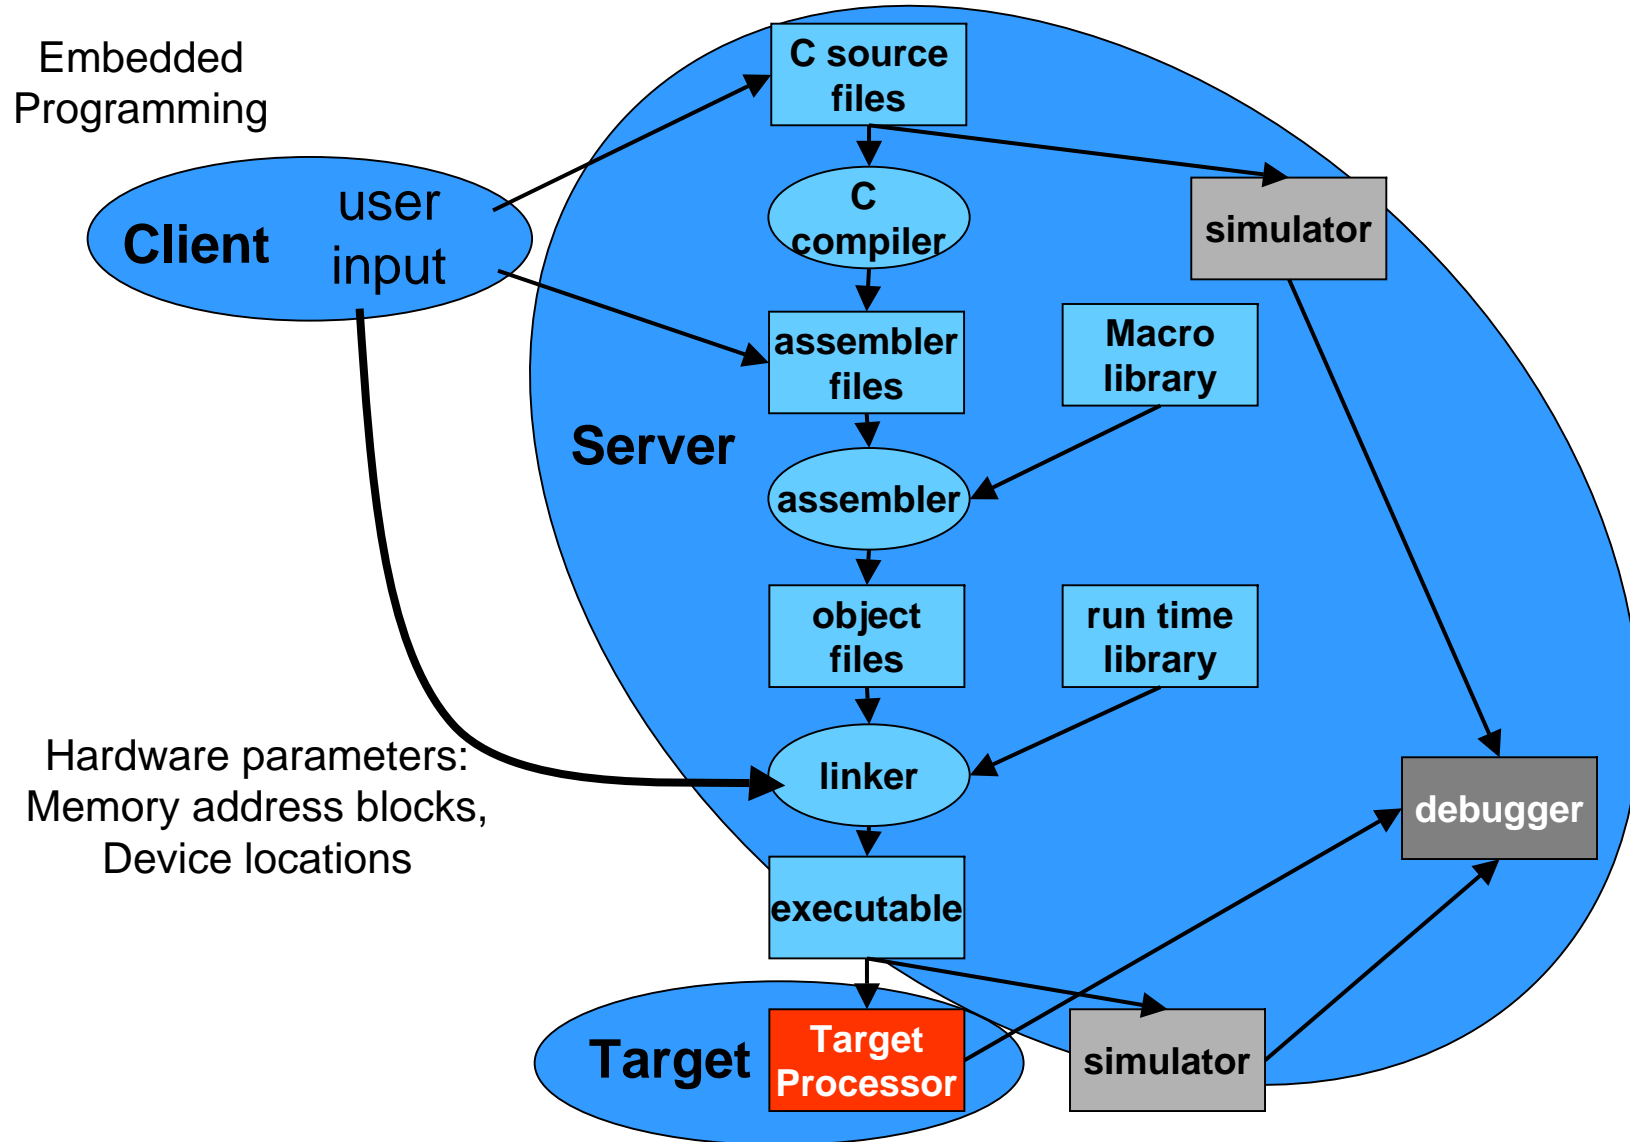 Embedded
Programming
C source
files
Client
user
input
C
compiler
simulator
assembler
files
Macro
library
Server
assembler
object
files
run time
library
Hardware parameters:
Memory address blocks,
Device locations
linker
debugger
executable
Target
Target
Processor
simulator